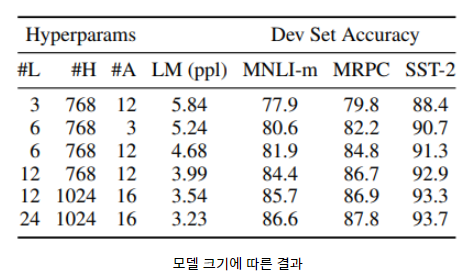 Hyperparams Dev Set Accuracy
#L #H #A LM (ppl) MNLI-m MRPC SST-2
3 768 12 5.84 77.9 79.8 88.4
6 768 3 5.24 80.6 82.2 90.7
6 768 12 4.68 81.9 84.8 91.3
12 768 12 3.99 84.4 86.7 92.9
12 1024 16 3.54 85.7 86.9 93.3
24 1024 16 3.23 86.6 87.8 93.7
모델 크기에 따른 결과